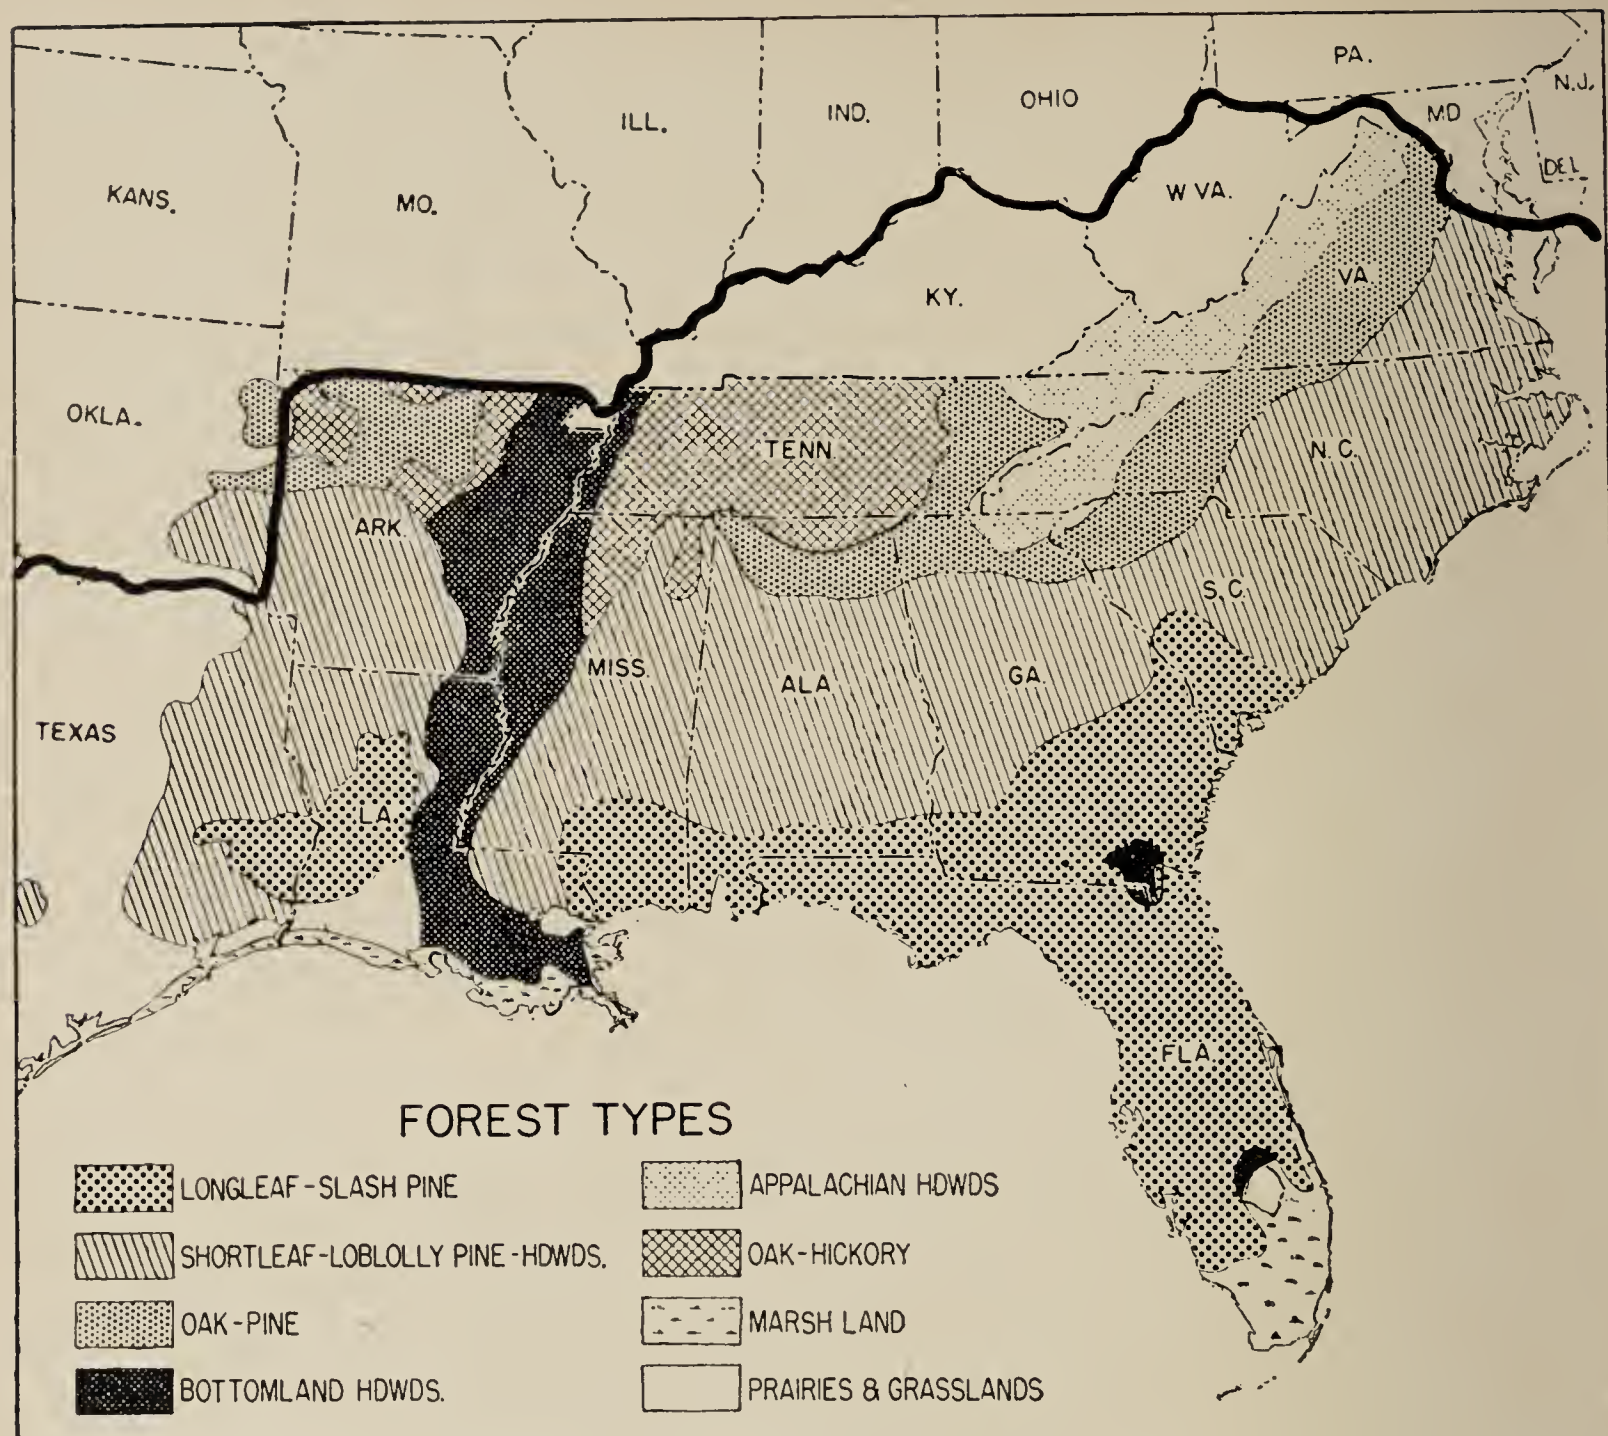 PA.
N.J.
OHIO
MD
IND.
ILL.
DEL.
W VA.
KANS.
MO.
VA.
KY.
OKLA.
TENN.
N.C.
ARK.
S.C.
MISS.
ALA.
GA.
TEXAS
LA.
FLA.
FOREST TYPES
LONGLEAF-SLASH PINE
SHORTLEAF-LOBLOLLY PINE-HDWDS.
OAK-PINE
BOTTOMLAND HDWDS.
APPALACHIAN HDWDS
OAK-HICKORY
MARSH LAND
PRAIRIES & GRASSLANDS